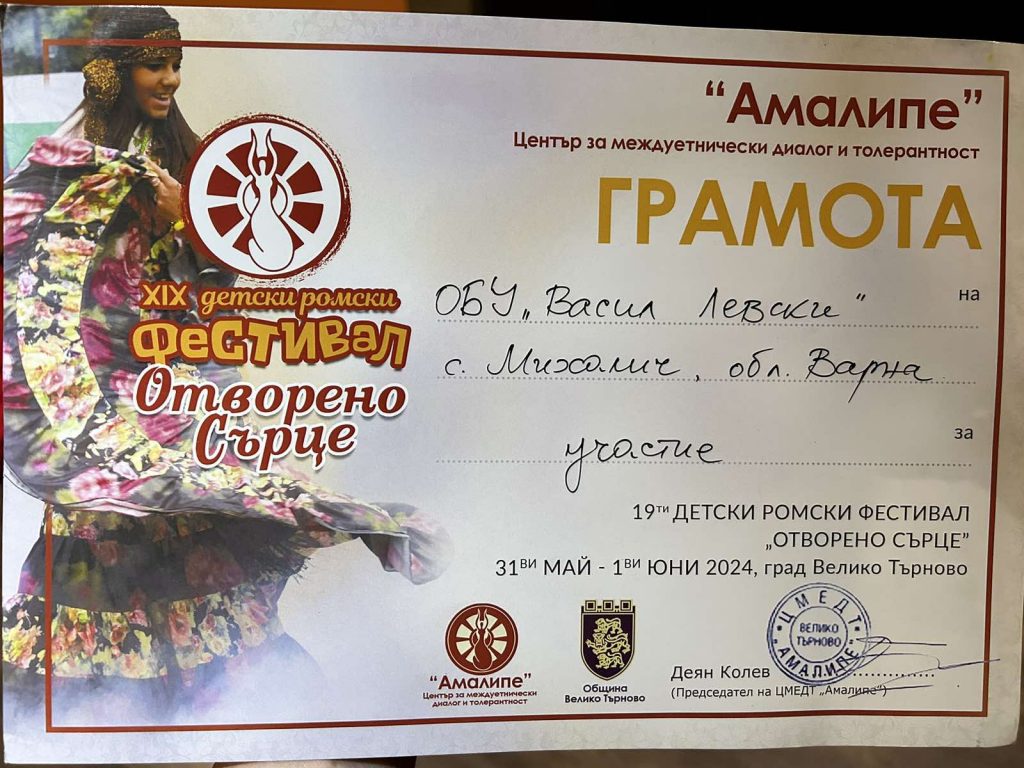 “Амалипе”
Център за междуетнически диалог и толерантност
ГРАМОТА
на
ОБУ „Васил Левски“
с. Михалич, обл. Варна
за
участие
XIX детски ромски
Фестивал
Отворено
Сърце
19ти ДЕТСКИ РОМСКИ ФЕСТИВАЛ
„ОТВОРЕНО СЪРЦЕ”
31ви МАЙ - 1ви ЮНИ 2024, град Велико Търново
“Амалипе”
Център за междуетнически
диалог и толерантност
Община
Велико Търново
Деян Колев
(Председател на ЦМЕДТ „Амалипе”)
ЦМЕДТ
ВЕЛИКО
ТЪРНОВО
АМАЛИПЕ